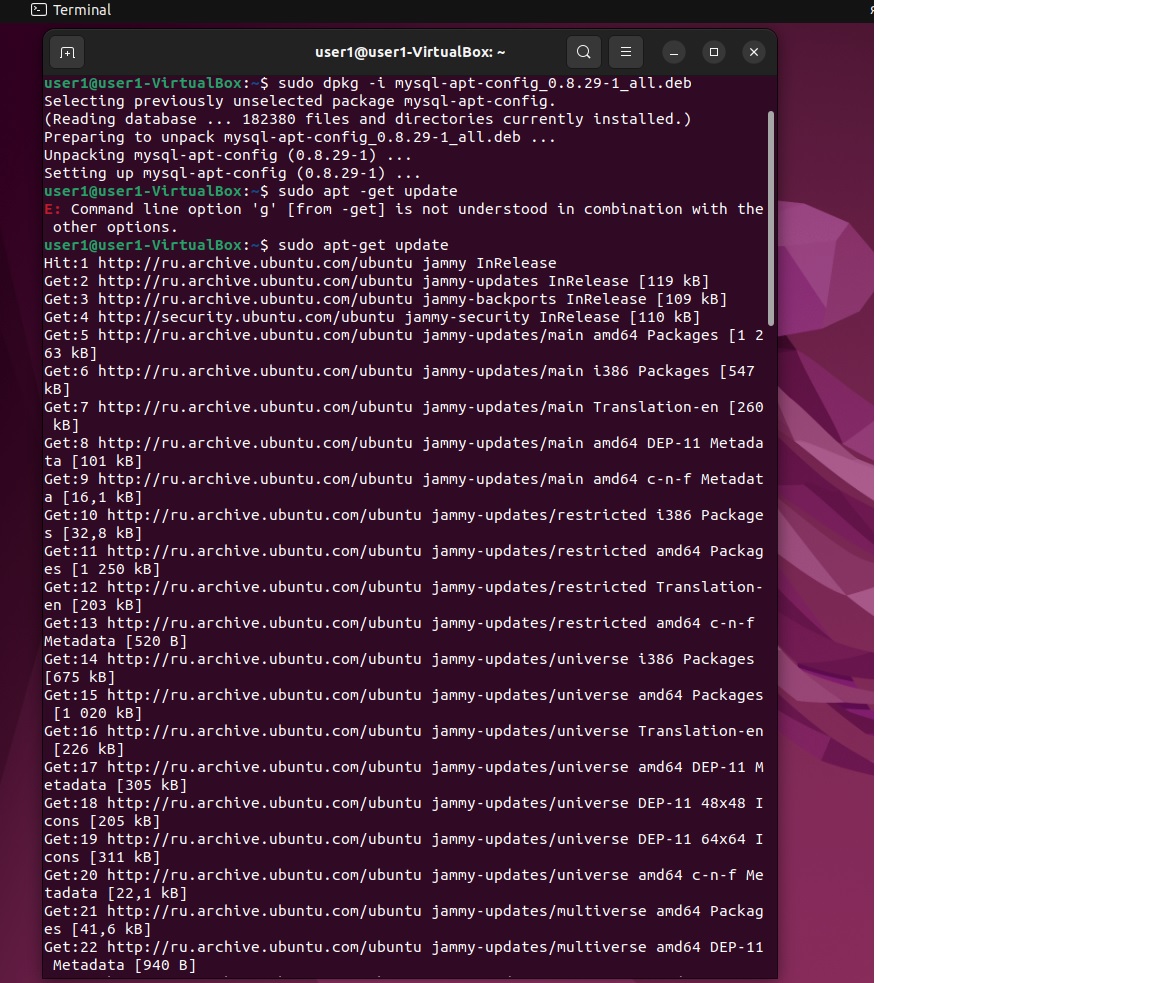 Terminal
user1@user1-VirtualBox: ~
user1@user1-VirtualBox:~$ sudo dpkg -i mysql-apt-config_0.8.29-1_all.deb
Selecting previously unselected package mysql-apt-config.
(Reading database ... 182380 files and directories currently installed.)
Preparing to unpack mysql-apt-config_0.8.29-1_all.deb ...
Unpacking mysql-apt-config (0.8.29-1) ...
Setting up mysql-apt-config (0.8.29-1) ...
user1@user1-VirtualBox:~$ sudo apt -get update
E: Command line option 'g' [from -get] is not understood in combination with the
 other options.
user1@user1-VirtualBox:~$ sudo apt-get update
Hit:1 http://ru.archive.ubuntu.com/ubuntu jammy InRelease
Get:2 http://ru.archive.ubuntu.com/ubuntu jammy-updates InRelease [119 kB]
Get:3 http://ru.archive.ubuntu.com/ubuntu jammy-backports InRelease [109 kB]
Get:4 http://security.ubuntu.com/ubuntu jammy-security InRelease [110 kB]
Get:5 http://ru.archive.ubuntu.com/ubuntu jammy-updates/main amd64 Packages [1 2
63 kB]
Get:6 http://ru.archive.ubuntu.com/ubuntu jammy-updates/main i386 Packages [547
kB]
Get:7 http://ru.archive.ubuntu.com/ubuntu jammy-updates/main Translation-en [260
 kB]
Get:8 http://ru.archive.ubuntu.com/ubuntu jammy-updates/main amd64 DEP-11 Metada
ta [101 kB]
Get:9 http://ru.archive.ubuntu.com/ubuntu jammy-updates/main amd64 c-n-f Metadat
a [16,1 kB]
Get:10 http://ru.archive.ubuntu.com/ubuntu jammy-updates/restricted i386 Package
s [32,8 kB]
Get:11 http://ru.archive.ubuntu.com/ubuntu jammy-updates/restricted amd64 Packag
es [1 250 kB]
Get:12 http://ru.archive.ubuntu.com/ubuntu jammy-updates/restricted Translation-
en [203 kB]
Get:13 http://ru.archive.ubuntu.com/ubuntu jammy-updates/restricted amd64 c-n-f
Metadata [520 B]
Get:14 http://ru.archive.ubuntu.com/ubuntu jammy-updates/universe i386 Packages
[675 kB]
Get:15 http://ru.archive.ubuntu.com/ubuntu jammy-updates/universe amd64 Packages
 [1 020 kB]
Get:16 http://ru.archive.ubuntu.com/ubuntu jammy-updates/universe Translation-en
 [226 kB]
Get:17 http://ru.archive.ubuntu.com/ubuntu jammy-updates/universe amd64 DEP-11 M
etadata [305 kB]
Get:18 http://ru.archive.ubuntu.com/ubuntu jammy-updates/universe DEP-11 48x48 I
cons [205 kB]
Get:19 http://ru.archive.ubuntu.com/ubuntu jammy-updates/universe DEP-11 64x64 I
cons [311 kB]
Get:20 http://ru.archive.ubuntu.com/ubuntu jammy-updates/universe amd64 c-n-f Me
tadata [22,1 kB]
Get:21 http://ru.archive.ubuntu.com/ubuntu jammy-updates/multiverse amd64 Packag
es [41,6 kB]
Get:22 http://ru.archive.ubuntu.com/ubuntu jammy-updates/multiverse amd64 DEP-11
 Metadata [940 B]